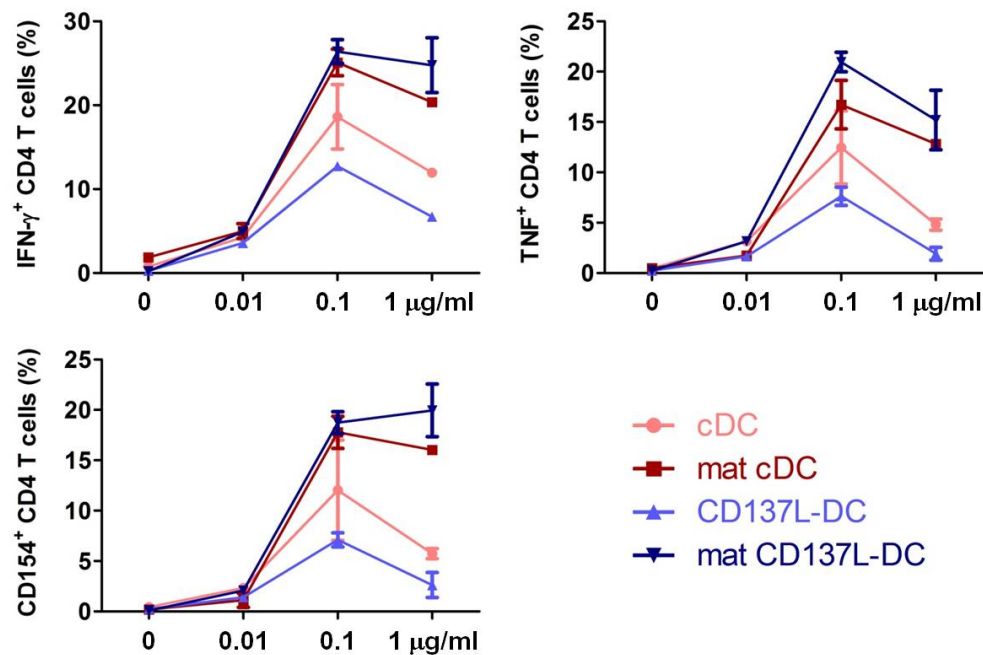 IFN-γ⁺ CD4 T cells (%)
30
20
10
0
0 0.01 0.1 1 μg/ml
TNF⁺ CD4 T cells (%)
25
20
15
10
5
0
0 0.01 0.1 1 μg/ml
CD154⁺ CD4 T cells (%)
25
20
15
10
5
0
0 0.01 0.1 1 μg/ml
cDC
mat cDC
CD137L-DC
mat CD137L-DC